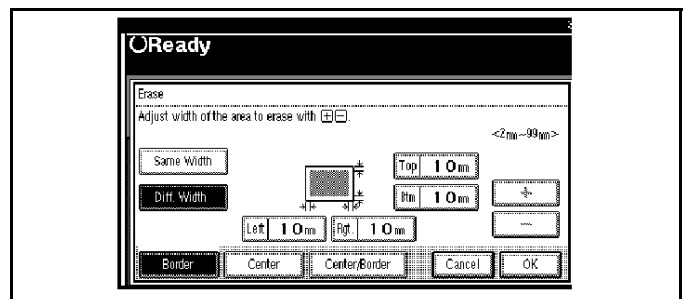 Ready
Erase
Adjust width of the area to erase with ＋ －.
<2mm~99mm>
Same Width
Top 10mm
+
Diff. Width
Btm 10mm
－
Left 10mm Rgt. 10mm
Border Center Center/Border Cancel OK